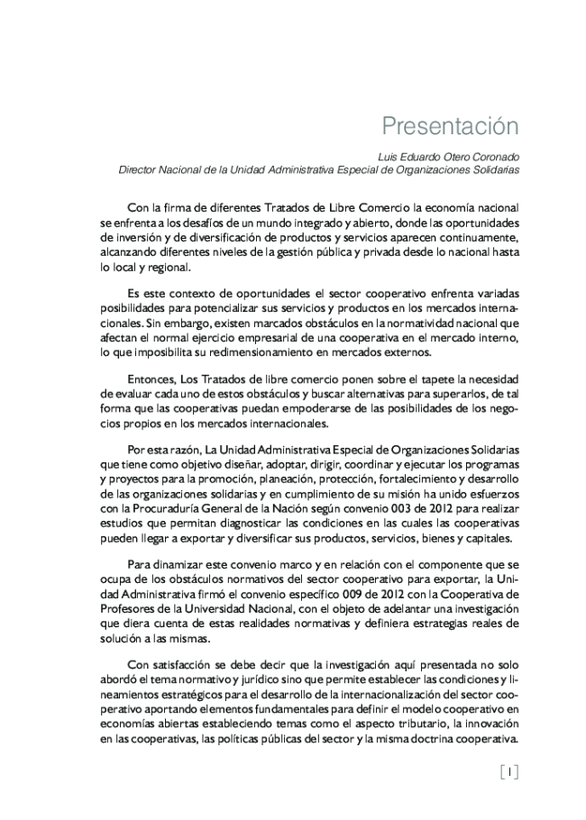 Presentación
Luis Eduardo Otero Coronado
Director Nacional de la Unidad Administrativa Especial de Organizaciones Solidarias
Con la firma de diferentes Tratados de Libre Comercio la economía nacional
se enfrenta a los desafíos de un mundo integrado y abierto, donde las oportunidades
de inversión y de diversificación de productos y servicios aparecen continuamente,
alcanzando diferentes niveles de la gestión pública y privada desde lo nacional hasta
lo local y regional.
Es este contexto de oportunidades el sector cooperativo enfrenta variadas
posibilidades para potencializar sus servicios y productos en los mercados interna-
cionales. Sin embargo, existen marcados obstáculos en la normatividad nacional que
afectan el normal ejercicio empresarial de una cooperativa en el mercado interno,
lo que imposibilita su redimensionamiento en mercados externos.
Entonces, Los Tratados de libre comercio ponen sobre el tapete la necesidad
de evaluar cada uno de estos obstáculos y buscar alternativas para superarlos, de tal
forma que las cooperativas puedan empoderarse de las posibilidades de los nego-
cios propios en los mercados internacionales.
Por esta razón, La Unidad Administrativa Especial de Organizaciones Solidarias
que tiene como objetivo diseñar, adoptar, dirigir, coordinar y ejecutar los programas
y proyectos para la promoción, planeación, protección, fortalecimiento y desarrollo
de las organizaciones solidarias y en cumplimiento de su misión ha unido esfuerzos
con la Procuraduría General de la Nación según convenio 003 de 2012 para realizar
estudios que permitan diagnosticar las condiciones en las cuales las cooperativas
pueden llegar a exportar y diversificar sus productos, servicios, bienes y capitales.
Para dinamizar este convenio marco y en relación con el componente que se
ocupa de los obstáculos normativos del sector cooperativo para exportar, la Uni-
dad Administrativa firmó el convenio específico 009 de 2012 con la Cooperativa de
Profesores de la Universidad Nacional, con el objeto de adelantar una investigación
que diera cuenta de estas realidades normativas y definiera estrategias reales de
solución a las mismas.
Con satisfacción se debe decir que la investigación aquí presentada no solo
abordó el tema normativo y jurídico sino que permite establecer las condiciones y li-
neamientos estratégicos para el desarrollo de la internacionalización del sector coo-
perativo aportando elementos fundamentales para definir el modelo cooperativo en
economías abiertas estableciendo temas como el aspecto tributario, la innovación
en las cooperativas, las políticas públicas del sector y la misma doctrina cooperativa.
[ 1 ]